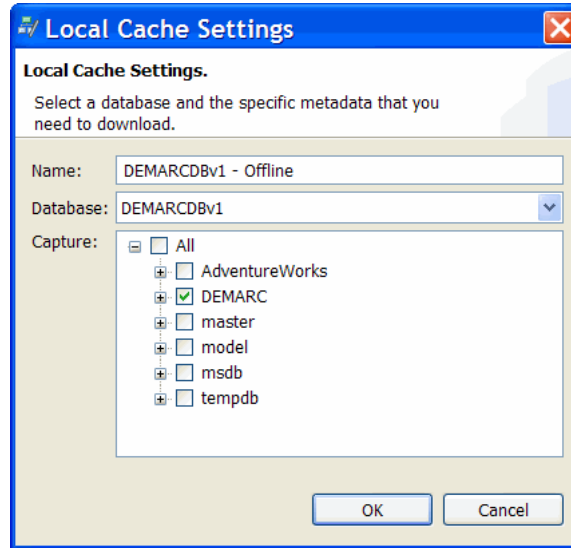 Local Cache Settings
Local Cache Settings.
Select a database and the specific metadata that you
need to download.
Name: DEMARCDBv1 - Offline
Database: DEMARCDBv1
Capture: All
AdventureWorks
DEMARC
master
model
msdb
tempdb
OK Cancel